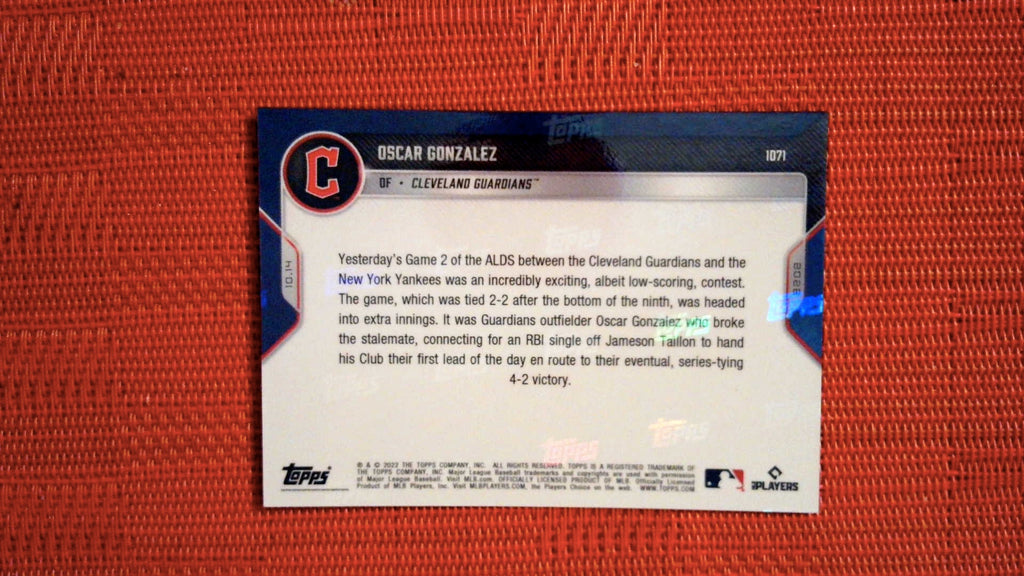 C
OSCAR GONZALEZ
1071
OF • CLEVELAND GUARDIANS™
10.14
2022
Yesterday's Game 2 of the ALDS between the Cleveland Guardians and the
New York Yankees was an incredibly exciting, albeit low-scoring, contest.
The game, which was tied 2-2 after the bottom of the ninth, was headed
into extra innings. It was Guardians outfielder Oscar Gonzalez who broke
the stalemate, connecting for an RBI single off Jameson Taillon to hand
his Club their first lead of the day en route to their eventual, series-tying
4-2 victory.
Topps
Topps
Topps
Topps
Topps®
® & © 2022 THE TOPPS COMPANY, INC. ALL RIGHTS RESERVED. TOPPS IS A REGISTERED TRADEMARK OF
THE TOPPS COMPANY, INC. Major League Baseball trademarks and copyrights are used with permission
of Major League Baseball. Visit MLB.com. OFFICIALLY LICENSED PRODUCT OF MLB. Officially Licensed
Product of MLB Players, Inc. Visit MLBPLAYERS.COM, the Players Choice on the web. WWW.TOPPS.COM
PLAYERS